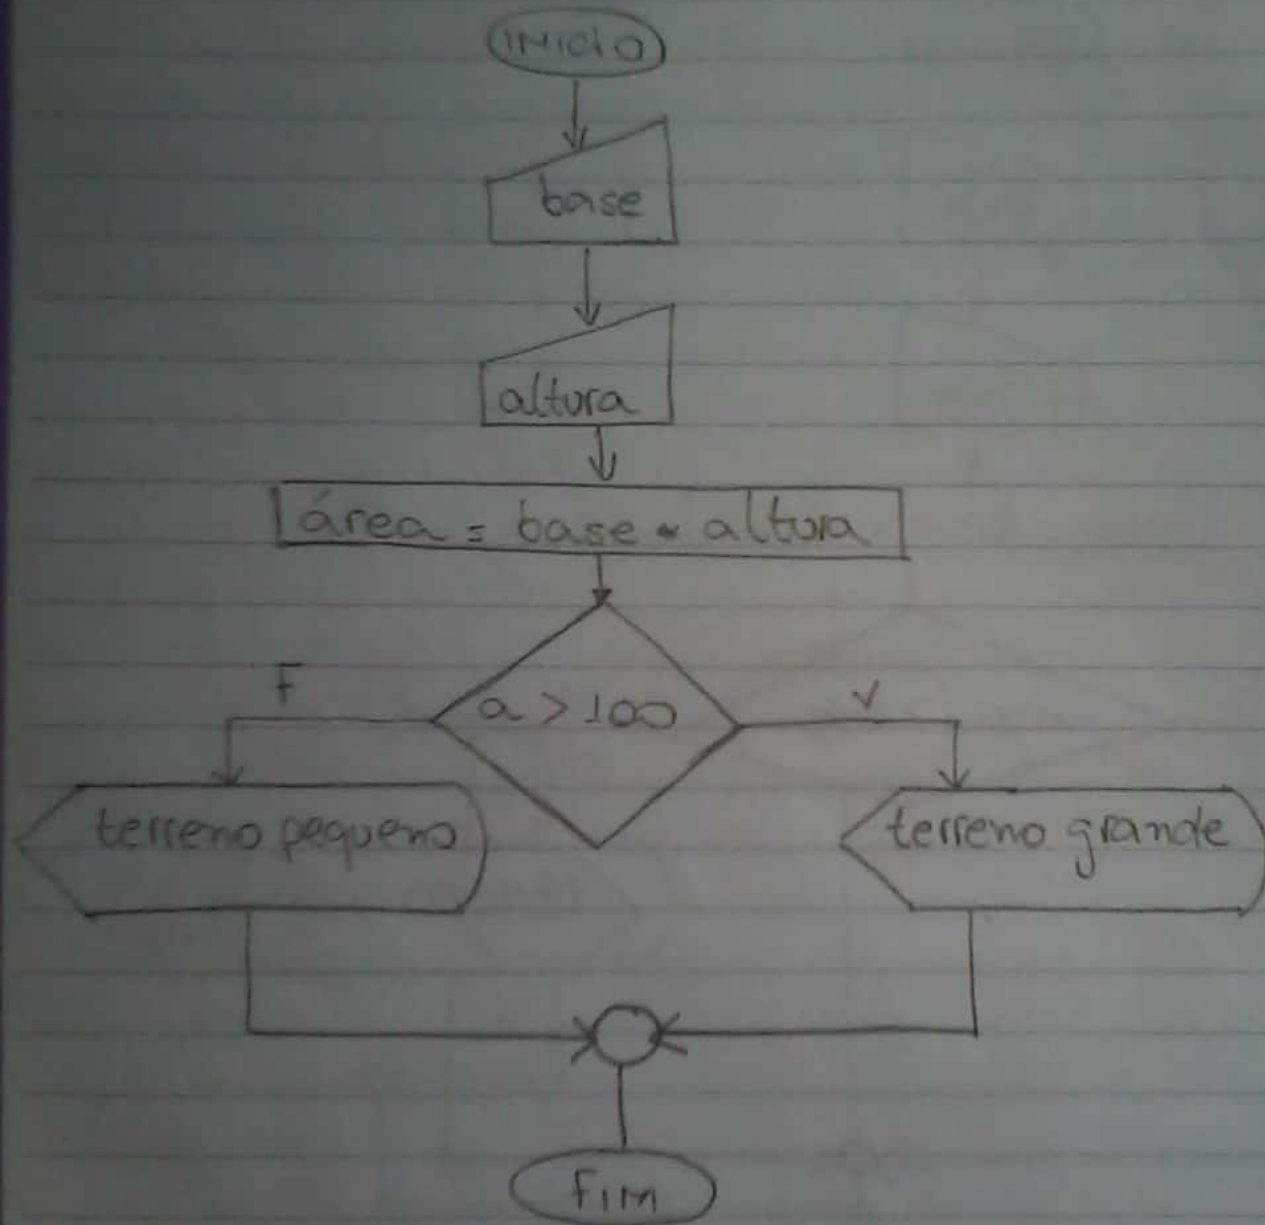 INICIO
base
altura
área = base * altura
F
a > 100
V
terreno pequeno
terreno grande
FIM